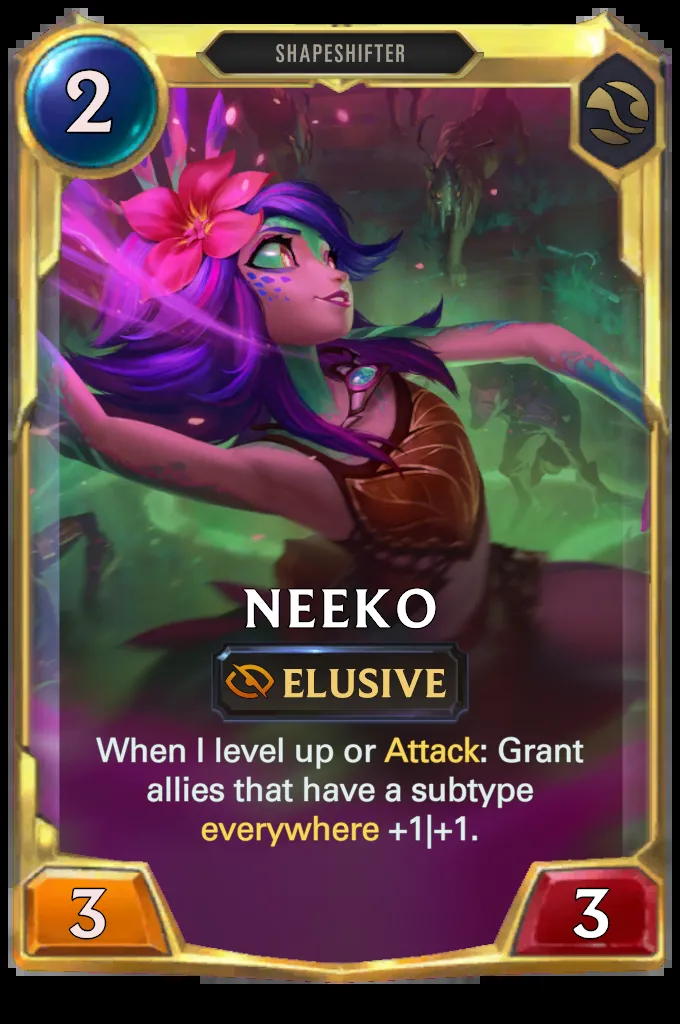 SHAPESHIFTER
2
NEEKO
ELUSIVE
When I level up or Attack: Grant
allies that have a subtype
everywhere +1|+1.
3
3